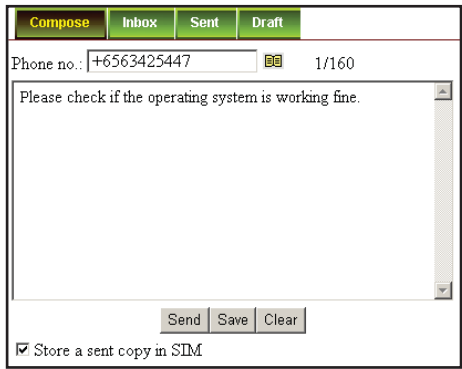 Compose Inbox Sent Draft
Phone no.: +6563425447 1/160
Please check if the operating system is working fine.
Send Save Clear
Store a sent copy in SIM